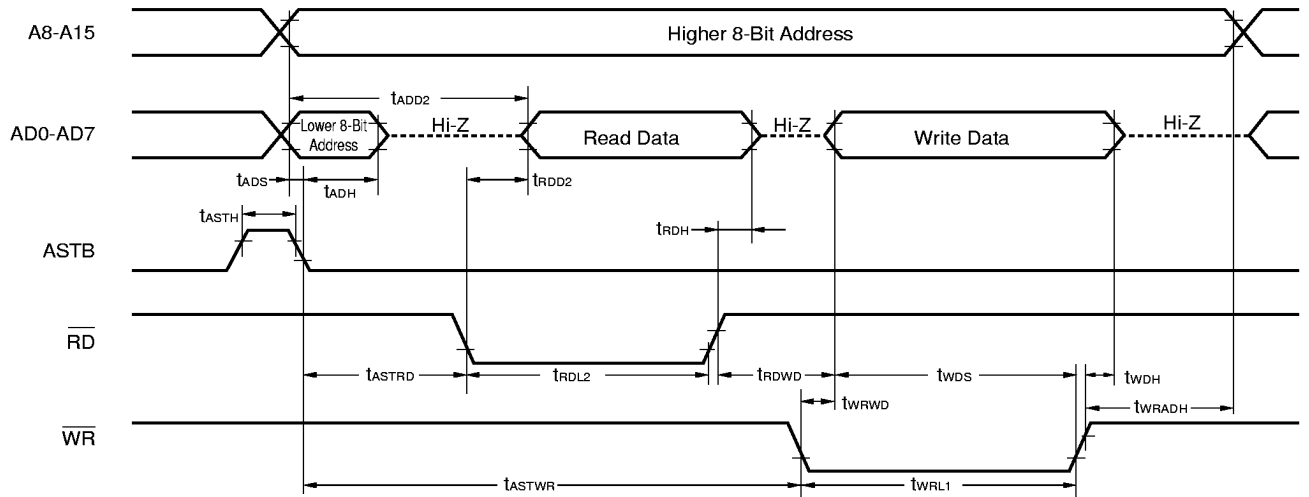 A8-A15
Higher 8-Bit Address
tADD2
AD0-AD7
Lower 8-Bit
Address
Hi-Z
Read Data
Hi-Z
Write Data
Hi-Z
tADS
tADH
tRDD2
tASTH
tRDH
ASTB
RD
tASTRD
tRDL2
tRDWD
tWDS
tWDH
tWRWD
tWRADH
WR
tASTWR
tWRL1